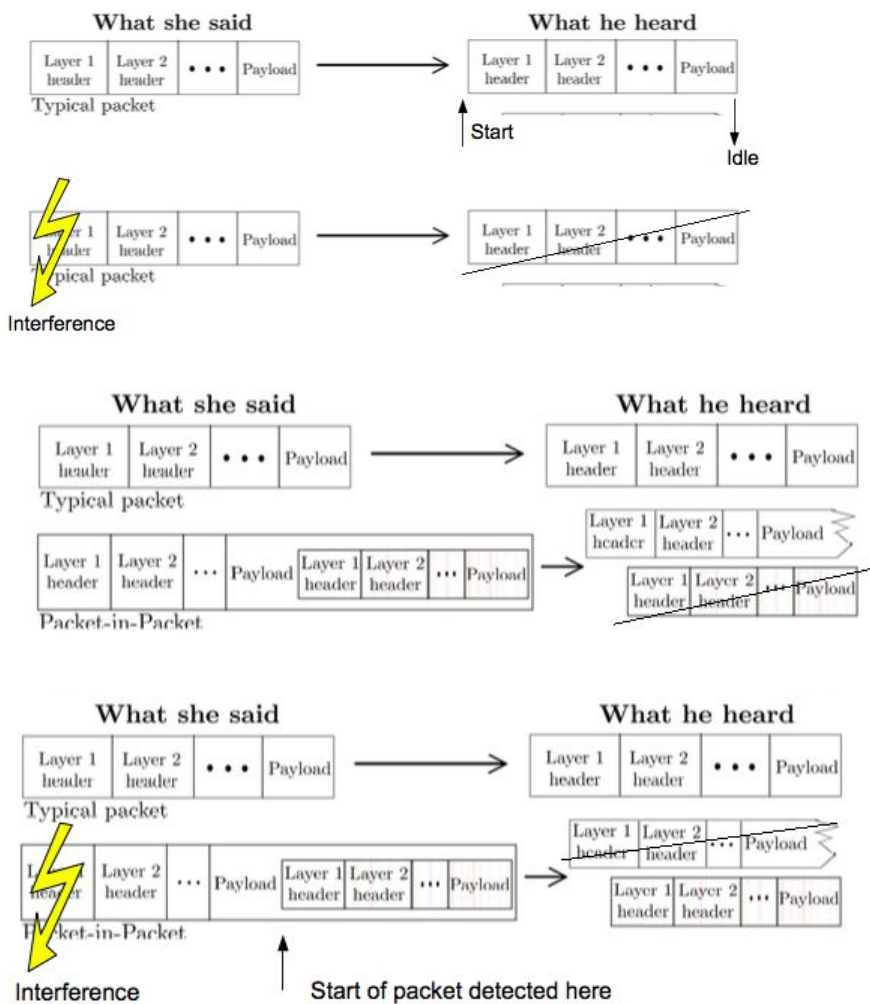 What she said What he heard
Layer 1 header Layer 2 header • • • Payload Layer 1 header Layer 2 header • • • Payload
Typical packet
Start
Idle
Layer 2 header • • • Payload Layer 1 header Layer 2 header • • • Payload
Interference
What she said What he heard
Layer 1 header Layer 2 header • • • Payload Layer 1 header Layer 2 header • • • Payload
Typical packet
Layer 1 header Layer 2 header ··· Payload Layer 1 header Layer 2 header ··· Payload Layer 1 header Layer 2 header ··· Payload
Layer 1 header Layer 2 header ··· Payload
Packet-in-Packet
What she said What he heard
Layer 1 header Layer 2 header • • • Payload Layer 1 header Layer 2 header • • • Payload
Typical packet
Layer 2 header ··· Payload Layer 1 header Layer 2 header ··· Payload Layer 1 header Layer 2 header ··· Payload
Layer 1 header Layer 2 header ··· Payload
Interference Start of packet detected here